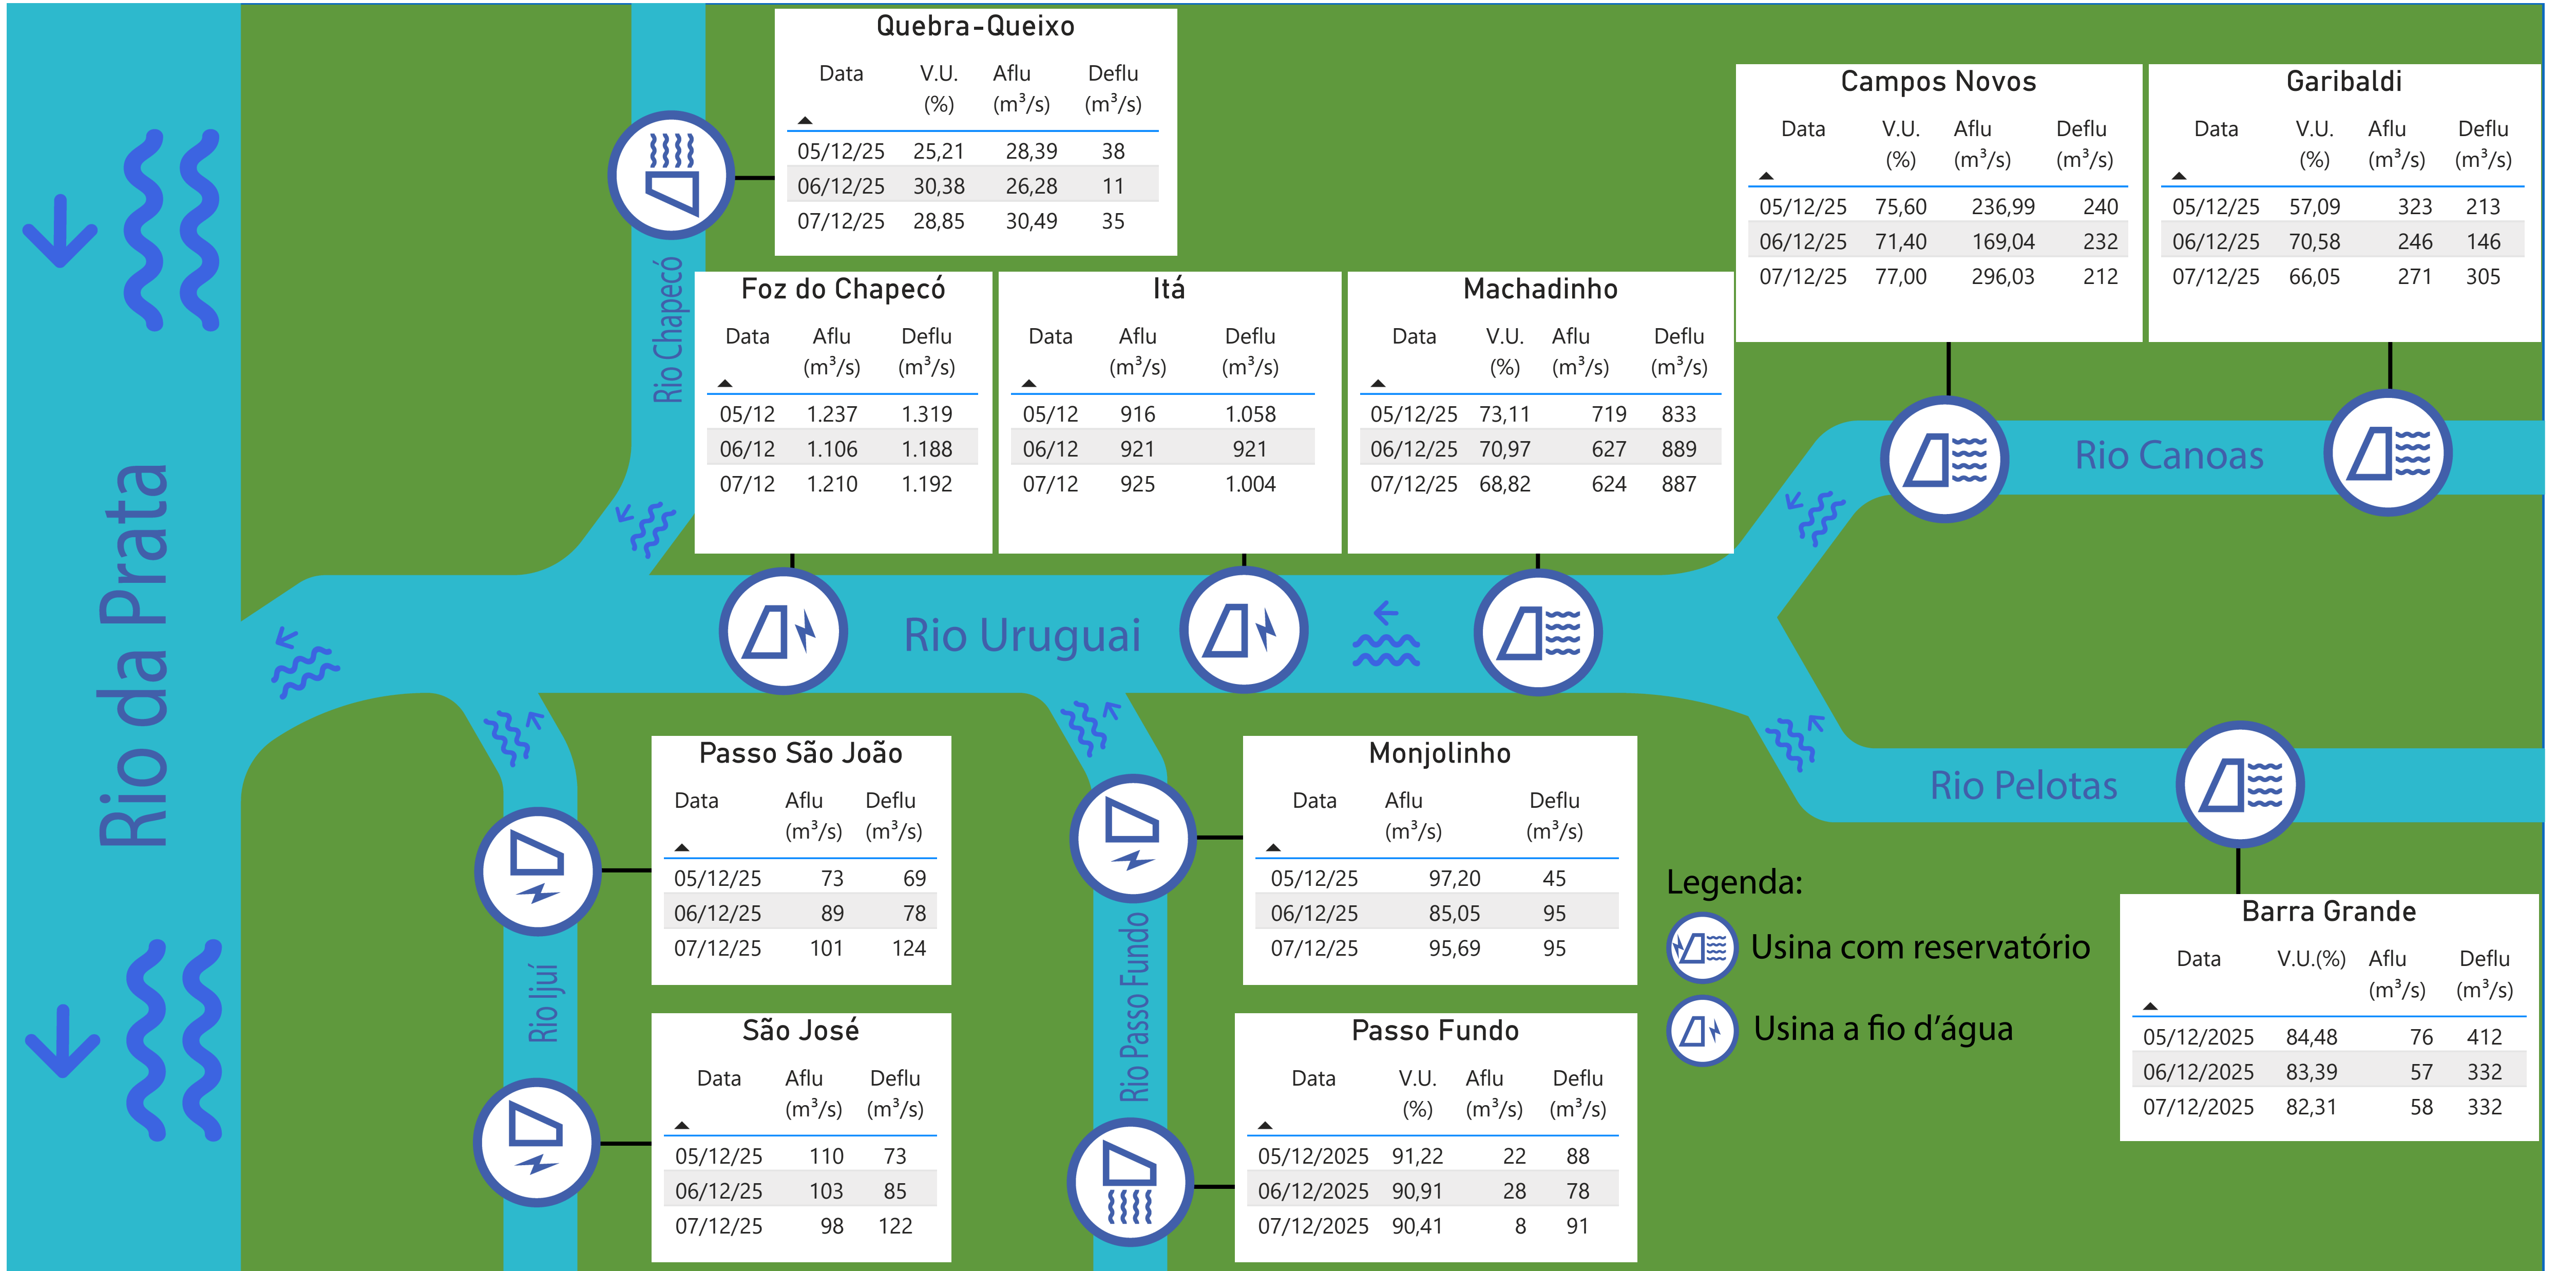 Quebra-Queixo
Data V.U. (%) Aflu (m³/s) Deflu (m³/s)
05/12/25 25,21 28,39 38
06/12/25 30,38 26,28 11
07/12/25 28,85 30,49 35
Campos Novos
Data V.U. (%) Aflu (m³/s) Deflu (m³/s)
05/12/25 75,60 236,99 240
06/12/25 71,40 169,04 232
07/12/25 77,00 296,03 212
Garibaldi
Data V.U. (%) Aflu (m³/s) Deflu (m³/s)
05/12/25 57,09 323 213
06/12/25 70,58 246 146
07/12/25 66,05 271 305
Rio Chapecó
Foz do Chapecó
Data Aflu (m³/s) Deflu (m³/s)
05/12 1.237 1.319
06/12 1.106 1.188
07/12 1.210 1.192
Itá
Data Aflu (m³/s) Deflu (m³/s)
05/12 916 1.058
06/12 921 921
07/12 925 1.004
Machadinho
Data V.U. (%) Aflu (m³/s) Deflu (m³/s)
05/12/25 73,11 719 833
06/12/25 70,97 627 889
07/12/25 68,82 624 887
Rio Canoas
Rio da Prata
Rio Uruguai
Rio Pelotas
Passo São João
Data Aflu (m³/s) Deflu (m³/s)
05/12/25 73 69
06/12/25 89 78
07/12/25 101 124
Monjolinho
Data Aflu (m³/s) Deflu (m³/s)
05/12/25 97,20 45
06/12/25 85,05 95
07/12/25 95,69 95
Rio Ijuí
Rio Passo Fundo
São José
Data Aflu (m³/s) Deflu (m³/s)
05/12/25 110 73
06/12/25 103 85
07/12/25 98 122
Passo Fundo
Data V.U. (%) Aflu (m³/s) Deflu (m³/s)
05/12/2025 91,22 22 88
06/12/2025 90,91 28 78
07/12/2025 90,41 8 91
Legenda:
Usina com reservatório
Usina a fio d’água
Barra Grande
Data V.U.(%) Aflu (m³/s) Deflu (m³/s)
05/12/2025 84,48 76 412
06/12/2025 83,39 57 332
07/12/2025 82,31 58 332